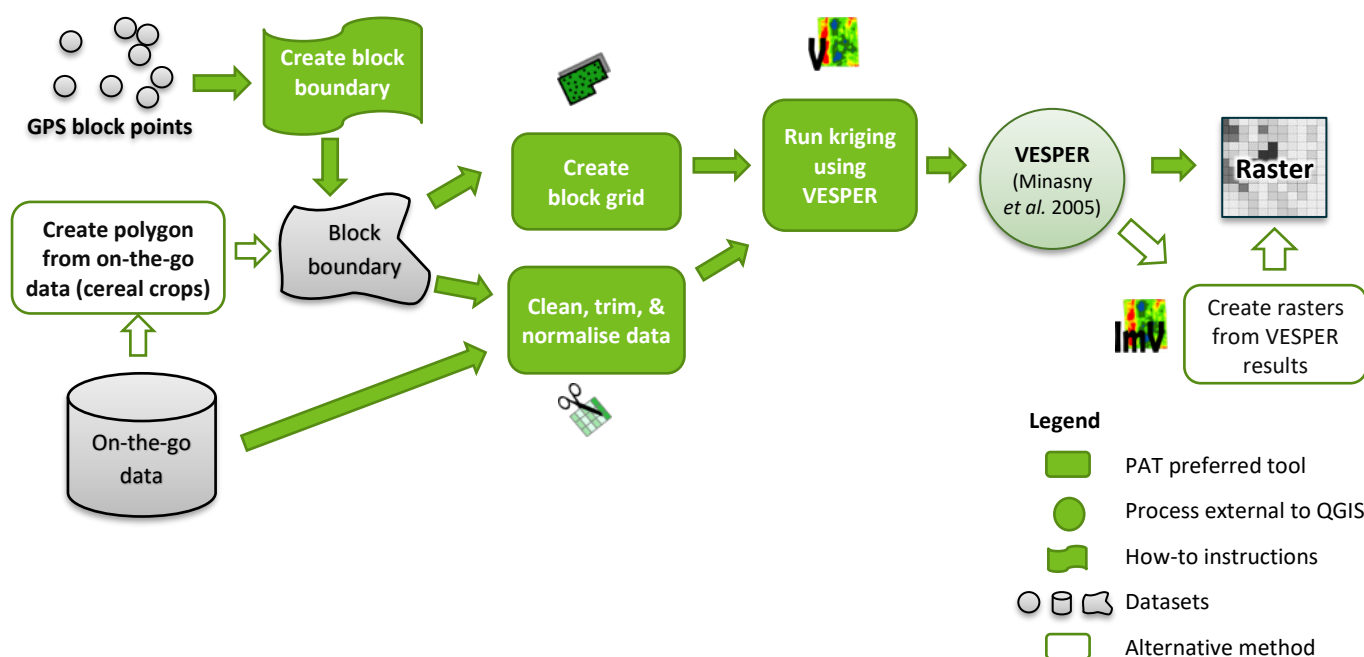 GPS block points
Create block
boundary
Create polygon
from on-the-go
data (cereal crops)
On-the-go
data
Block
boundary
Create
block grid
Clean, trim, &
normalise data
V
Run kriging
using
VESPER
VESPER
(Minasny
et al. 2005)
Raster
ImV
Create rasters
from VESPER
results
Legend
PAT preferred tool
Process external to QGIS
How-to instructions
Datasets
Alternative method